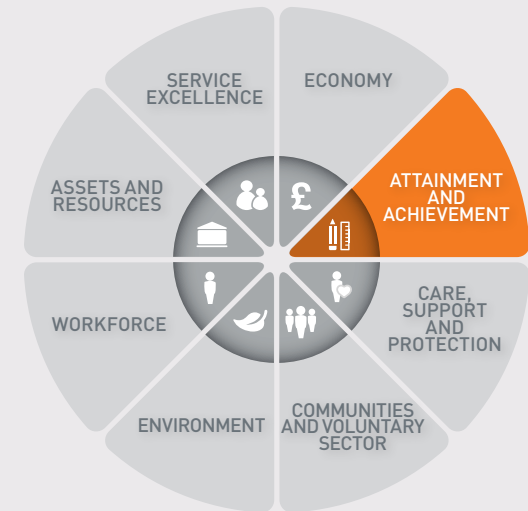 SERVICE
EXCELLENCE
ECONOMY
£
ATTAINMENT
AND
ACHIEVEMENT
CARE,
SUPPORT
AND
PROTECTION
COMMUNITIES
AND VOLUNTARY
SECTOR
ENVIRONMENT
WORKFORCE
ASSETS AND
RESOURCES